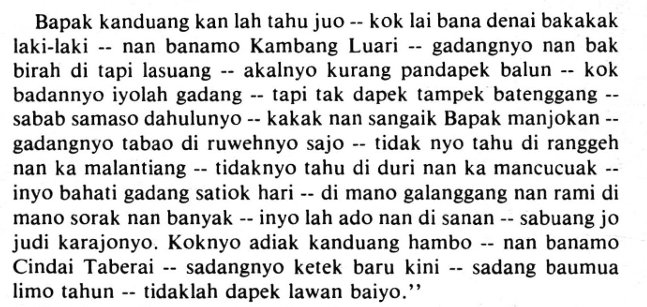 Bapak kanduang kan lah tahu juo -- kok lai bana denai bakakak
laki-laki -- nan banamo Kambang Luari -- gadangnyo nan bak
birah di tapi lasuang -- akalnyo kurang pandapek balun -- kok
badannyo iyolah gadang -- tapi tak dapek tampek batenggang --
sabab samaso dahulunyo -- kakak nan sangaik Bapak manjokan --
gadangnyo tabao di ruwehnyo sajo -- tidak nyo tahu di ranggeh
nan ka malantiang -- tidaknyo tahu di duri nan ka mancucuak --
inyo bahati gadang satiok hari -- di mano galanggang nan rami di
mano sorak nan banyak -- inyo lah ado nan di sanan -- sabuang jo
judi karajonyo. Koknyo adiak kanduang hambo -- nan banamo
Cindai Taberai -- sadangnyo ketek baru kini -- sadang baumua
limo tahun -- tidaklah dapek lawan baiyo.''